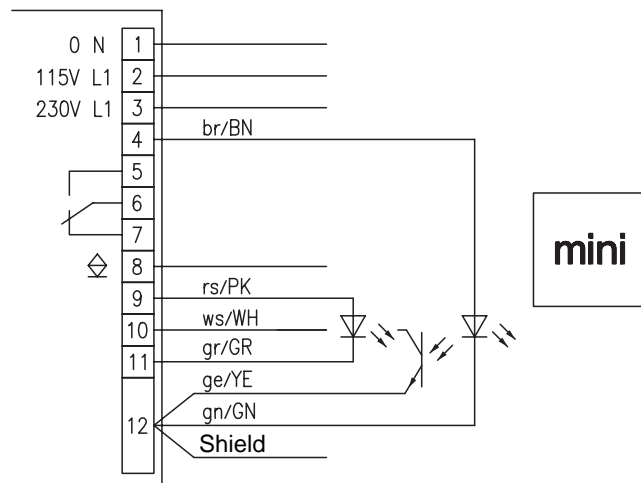 0 N 1
115V L1 2
230V L1 3
4 br/BN
5
6
7
mini
8
9 rs/PK
10 ws/WH
11 gr/GR
ge/YE
12 gn/GN
Shield